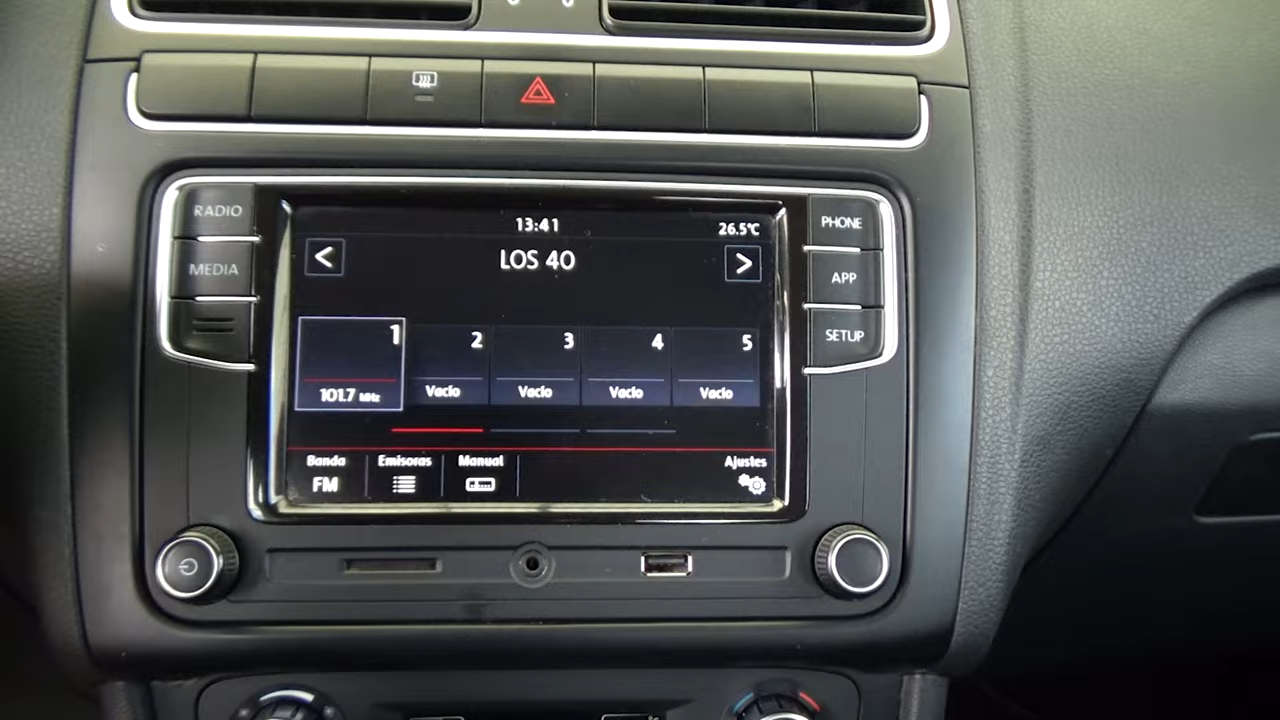 RADIO
MEDIA
PHONE
APP
SETUP
13:41
26.5°C
< LOS 40 >
1 2 3 4 5
101.7 MHz Vacío Vacío Vacío Vacío
Banda Emisoras Manual Ajustes
FM